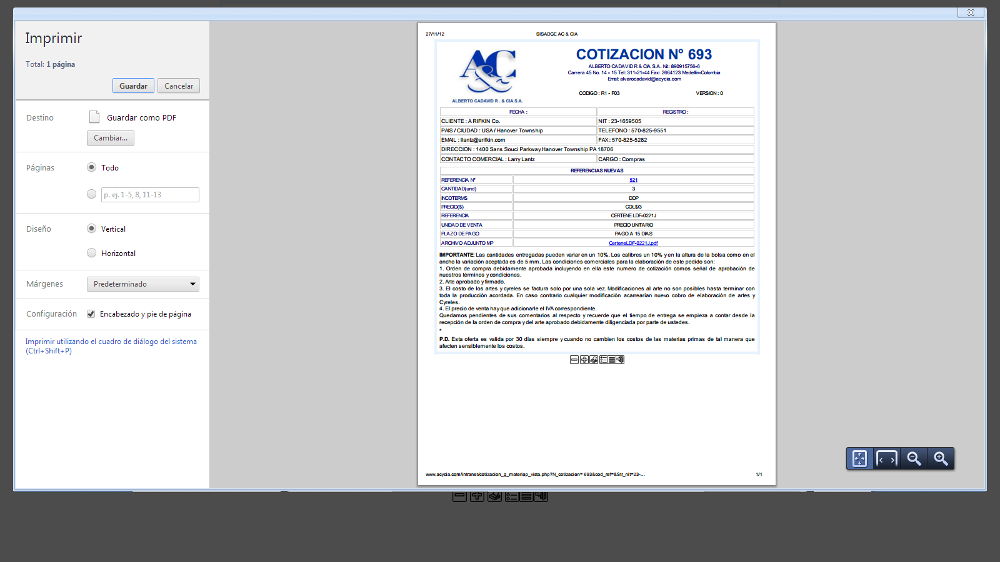 Imprimir
Total: 1 página
Guardar
Cancelar
Destino
Guardar como PDF
Cambiar...
Páginas
Todo
p. ej. 1-5, 8, 11-13
Diseño
Vertical
Horizontal
Márgenes
Predeterminado
Configuración
Encabezado y pie de página
Imprimir utilizando el cuadro de diálogo del sistema
(Ctrl+Shift+P)
27/11/12
SISADGE AC & CIA
A&C
ALBERTO CADAVID R . & CIA S.A.
COTIZACION N° 693
ALBERTO CADAVID R & CIA S.A. Nit: 890915756-6
Carrera 45 No. 14 - 15 Tel: 311-21-44 Fax: 2664123 Medellin-Colombia
Emal: alvarocadavid@acycia.com
CODIGO : R1 - F03
VERSION : 0
FECHA :
REGISTRO :
CLIENTE : A RIFKIN Co.
NIT : 23-1659505
PAIS / CIUDAD : USA / Hanover Township
TELEFONO : 570-825-9551
EMAIL : llantz@arifkin.com
FAX : 570-825-5282
DIRECCION : 1400 Sans Souci Parkway.Hanover Township PA 18706
CONTACTO COMERCIAL : Larry Lantz
CARGO : Compras
REFERENCIAS NUEVAS
REFERENCIA N°
521
CANTIDAD(und)
3
INCOTERMS
DDP
PRECIO($)
COL$/3
REFERENCIA
CERTENE LDF-0221J
UNIDAD DE VENTA
PRECIO UNITARIO
PLAZO DE PAGO
PAGO A 15 DIAS
ARCHIVO ADJUNTO MP
CerteneLDF-0221J.pdf
IMPORTANTE: Las cantidades entregadas pueden variar en un 10%. Los calibres un 10% y en la altura de la bolsa como en el
ancho la variación aceptada es de 5 mm. Las condiciones comerciales para la elaboración de este pedido son:
1. Orden de compra debidamente aprobada incluyendo en ella este numero de cotización comos señal de aprobación de
nuestros términos y condiciones.
2. Arte aprobado y firmado.
3. El costo de los artes y cyreles se factura solo por una sola vez. Modificaciones al arte no son posibles hasta terminar con
toda la producción acordada. En caso contrario cualquier modificación acarrearían nuevo cobro de elaboración de artes y
Cyreles.
4. El precio de venta hay que adicionarle el IVA correspondiente.
Quedamos pendientes de sus comentarios al respecto y recuerde que el tiempo de entrega se empieza a contar desde la
recepción de la orden de compra y del arte aprobado debidamente diligenciada por parte de ustedes.
*
P.D. Esta oferta es valida por 30 días siempre y cuando no cambien los costos de las materias primas de tal manera que
afecten sensiblemente los costos.
www.acycia.com/intranet/cotizacion_g_materiap_vista.php?N_cotizacion= 693&cod_ref=&Str_nit=23-...
1/1